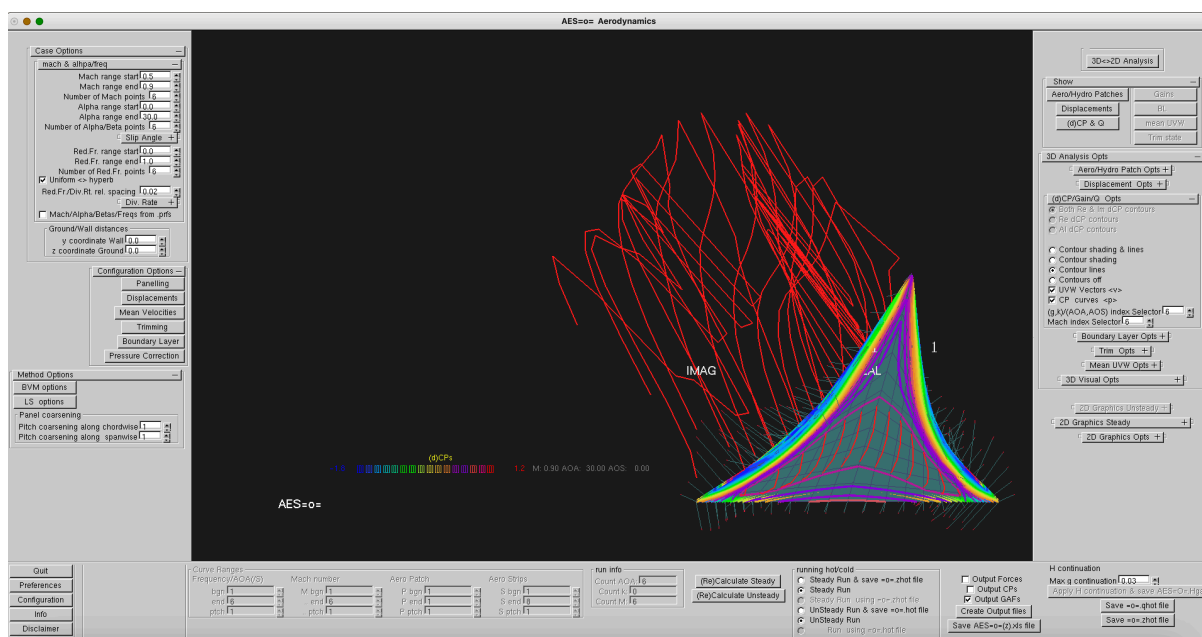 AES=o= Aerodynamics
Case Options
mach & alhpa/freq
Mach range start 0.5
Mach range end 0.9
Number of Mach points 6
Alpha range start 0.0
Alpha range end 30.0
Number of Alpha/Beta points 6
Slip Angle +
Red.Fr. range start 0.0
Red.Fr. range end 1.0
Number of Red.Fr. points 6
Uniform <> hyperb
Red.Fr./Div.Rt. rel. spacing 0.02
Div. Rate +
Mach/Alpha/Betas/Freqs from .prfs
Ground/Wall distances
y coordinate Wall 0.0
z coordinate Ground 0.0
Configuration Options
Panelling
Displacements
Mean Velocities
Trimming
Boundary Layer
Pressure Correction
Method Options
BVM options
LS options
Panel coarsening
Pitch coarsening along chordwise 1
Pitch coarsening along spanwise 1
IMAG
1
(d)CPs
1.2 M: 0.90 AOA: 30.00 AOS: 0.00
AES=o=
3D<=>2D Analysis
Show
Aero/Hydro Patches
Gains
Displacements
BL
(d)CP & Q
mean UVW
Trim state
3D Analysis Opts
Aero/Hydro Patch Opts +
Displacement Opts +
(d)CP/Gain/Q Opts
Both Re & Im dCP contours
Re dCP contours
AI dCP contours
Contour shading & lines
Contour shading
Contour lines
Contours off
UVW Vectors <v>
CP curves <p>
(g,k)/(AOA,AOS) index Selector 6
Mach index Selector 6
Boundary Layer Opts +
Trim Opts +
Mean UVW Opts +
3D Visual Opts +
2D Graphics Unsteady +
2D Graphics Steady +
2D Graphics Opts +
Quit
Preferences
Configuration
Info
Disclaimer
Curve Ranges
Frequency/AOA(/S)
bgn 1
end 6
ptch 1
Mach number
M bgn 1
end 6
ptch 1
Aero Patch
P bgn 1
P end 1
P. ptch 1
Aero Strips
S bgn 1
S end 8
S ptch 1
run info
Count AOA: 6
Count k: 0
Count M: 6
(Re)Calculate Steady
(Re)Calculate Unsteady
running hot/cold
Steady Run & save =o=.zhot file
Steady Run
Steady Run using =o=.zhot file
UnSteady Run & save =o=.hot file
UnSteady Run
Run using =o=.hot file
Output Forces
Output CPs
Output GAFs
Create Output files
Save AES=o=(z).xls file
H continuation
Max g continuation 0.03
Apply H continuation & save AES=O=.Hga
Save =o=.qhot file
Save =o=.zhot file